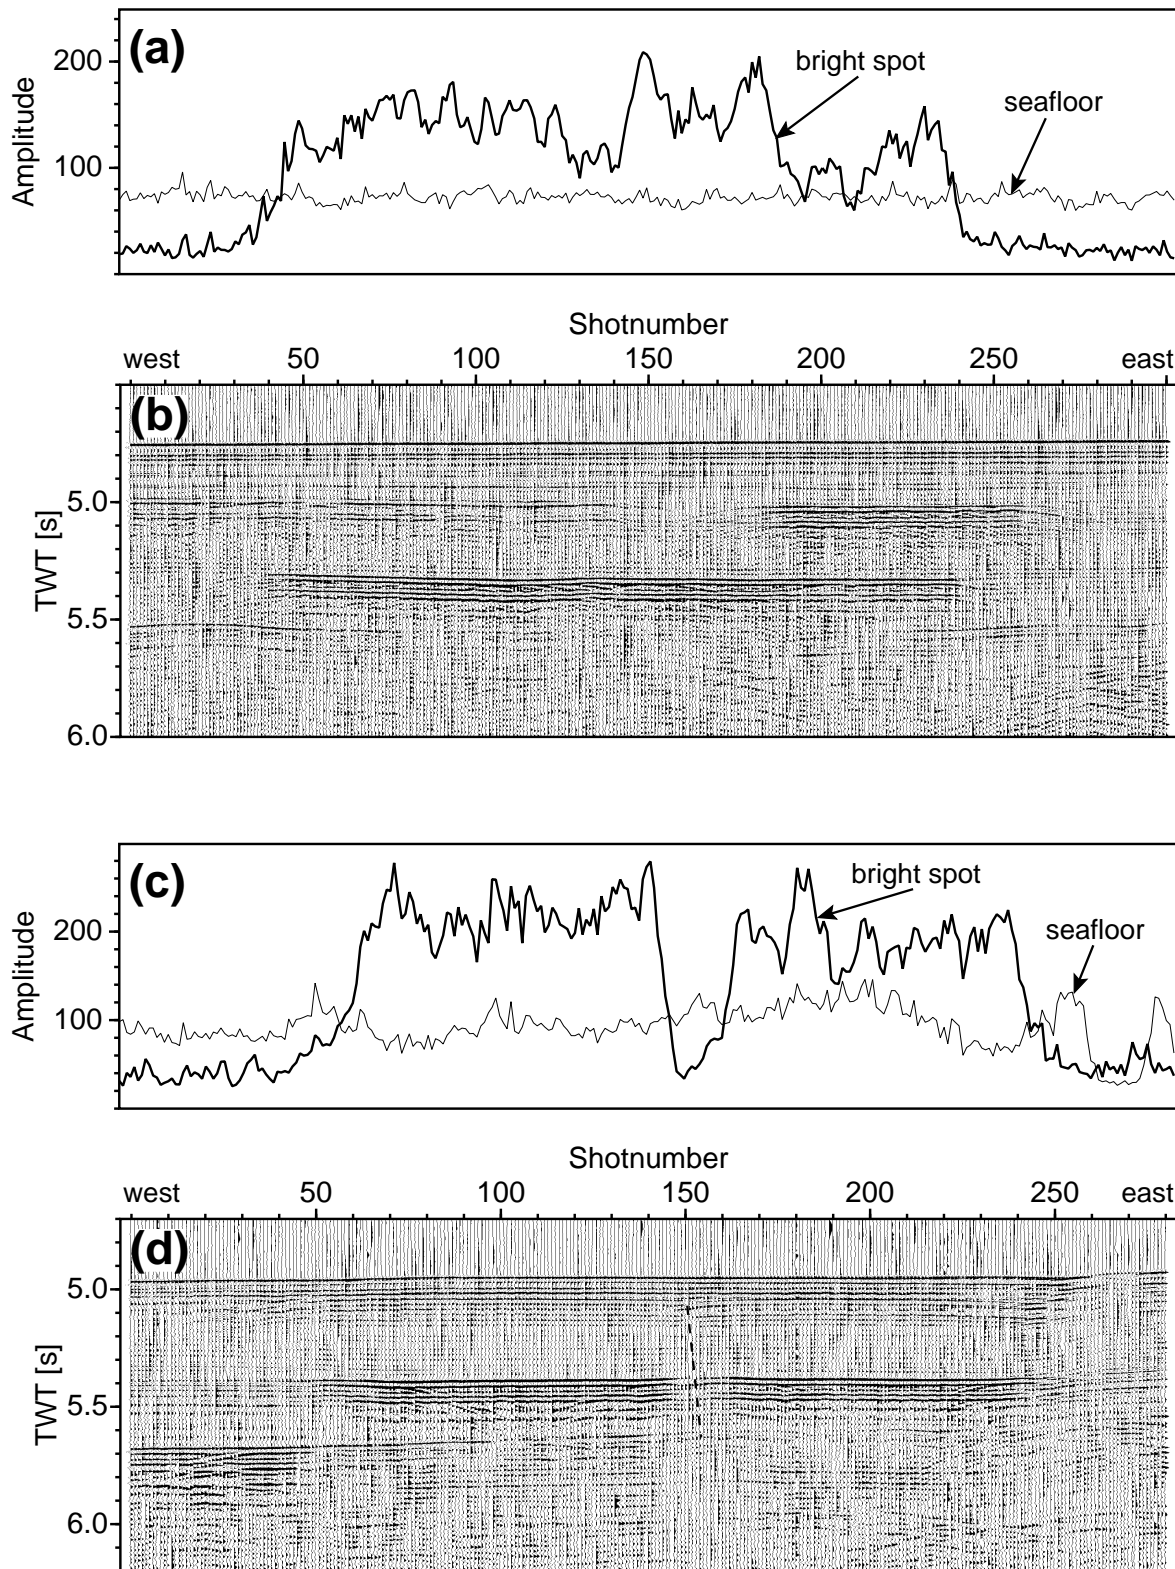 (a)
200
100
Amplitude
bright spot
seafloor
Shotnumber
west 50 100 150 200 250 east
(b)
5.0
5.5
6.0
TWT [s]
(c)
200
100
Amplitude
bright spot
seafloor
Shotnumber
west 50 100 150 200 250 east
(d)
5.0
5.5
6.0
TWT [s]